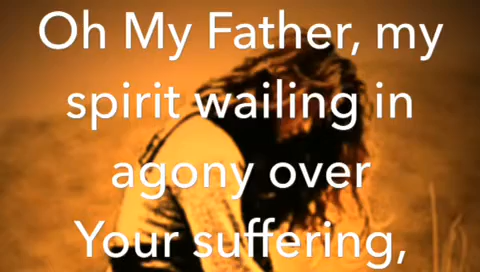 Oh My Father, my
spirit wailing in
agony over
Your suffering,